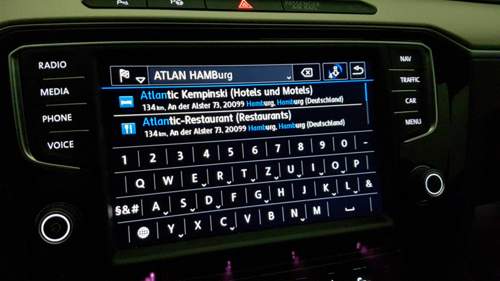 RADIO
MEDIA
PHONE
VOICE
NAV
TRAFFIC
CAR
MENU
ATLAN HAMBurg
Atlantic Kempinski (Hotels und Motels)
134 km, An der Alster 73, 20099 Hamburg, Hamburg (Deutschland)
Atlantic-Restaurant (Restaurants)
134 km, An der Alster 73, 20099 Hamburg, Hamburg (Deutschland)
1 2 3 4 5 6 7 8 9 0 -
Q W E R T Z U I O P
§&# A S D F G H J K L &
Y X C V B N M